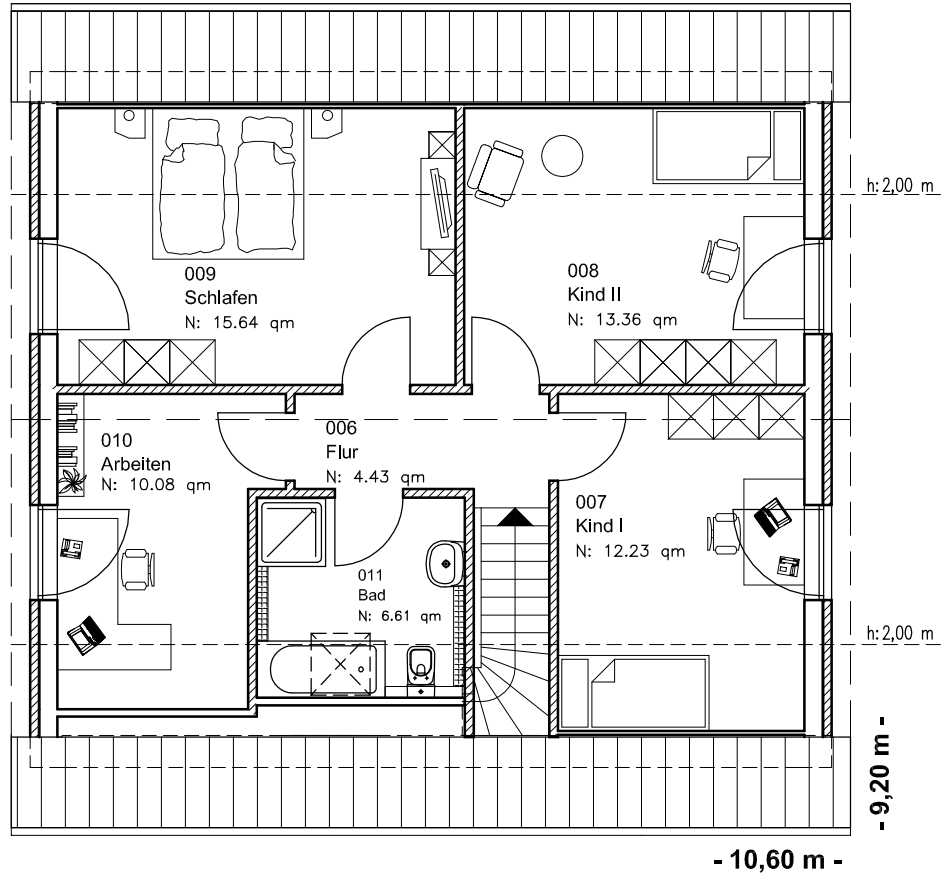 h:2,00 m
009
Schlafen
N: 15.64 qm
008
Kind II
N: 13.36 qm
010
Arbeiten
N: 10.08 qm
006
Flur
N: 4.43 qm
007
Kind I
N: 12.23 qm
011
Bad
N: 6.61 qm
h:2,00 m
- 9,20 m -
- 10,60 m -